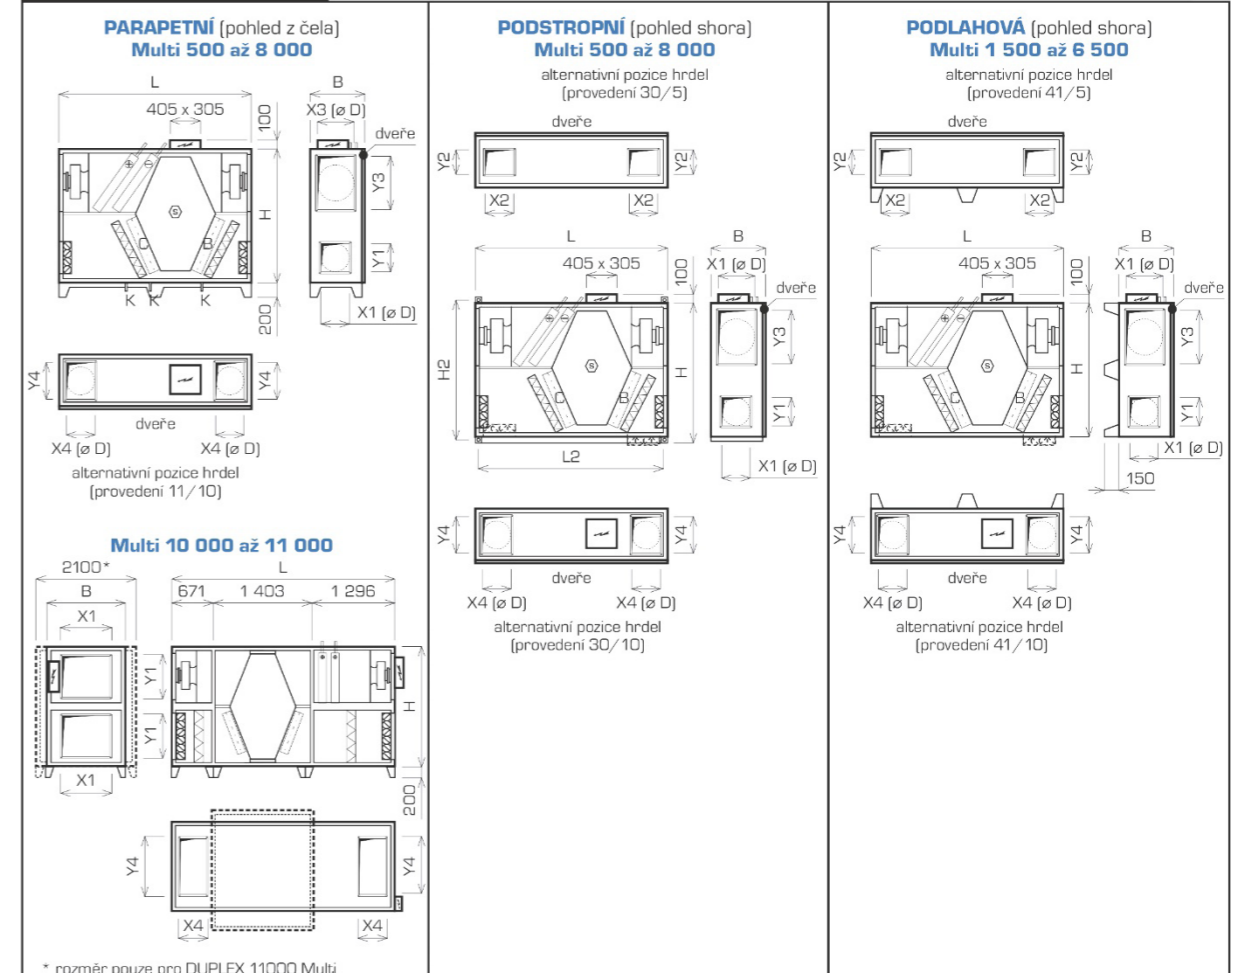 PARAPETNÍ (pohled z čela)
Multi 500 až 8 000
L
B
405 x 305
100
X3 (ø D)
dveře
Y3
H
S
C
B
Y1
K
K
K
200
X1 (ø D)
Y4
Y4
dveře
X4 (ø D)
X4 (ø D)
alternativní pozice hrdel
(provedení 11/10)
Multi 10 000 až 11 000
2100*
L
B
671
1 403
1 296
X1
Y1
H
Y1
X1
200
Y4
Y4
X4
X4
* rozměr pouze pro DUPLEX 11000 Multi
PODSTROPNÍ (pohled shora)
Multi 500 až 8 000
alternativní pozice hrdel
(provedení 30/5)
dveře
Y2
Y2
X2
X2
L
B
405 x 305
100
X1 (ø D)
dveře
Y3
H2
S
H
C
B
Y1
L2
X1 (ø D)
Y4
Y4
dveře
X4 (ø D)
X4 (ø D)
alternativní pozice hrdel
(provedení 30/10)
PODLAHOVÁ (pohled shora)
Multi 1 500 až 6 500
alternativní pozice hrdel
(provedení 41/5)
dveře
Y2
Y2
X2
X2
L
B
405 x 305
100
X1 (ø D)
dveře
Y3
S
H
C
B
Y1
X1 (ø D)
150
Y4
Y4
dveře
X4 (ø D)
X4 (ø D)
alternativní pozice hrdel
(provedení 41/10)